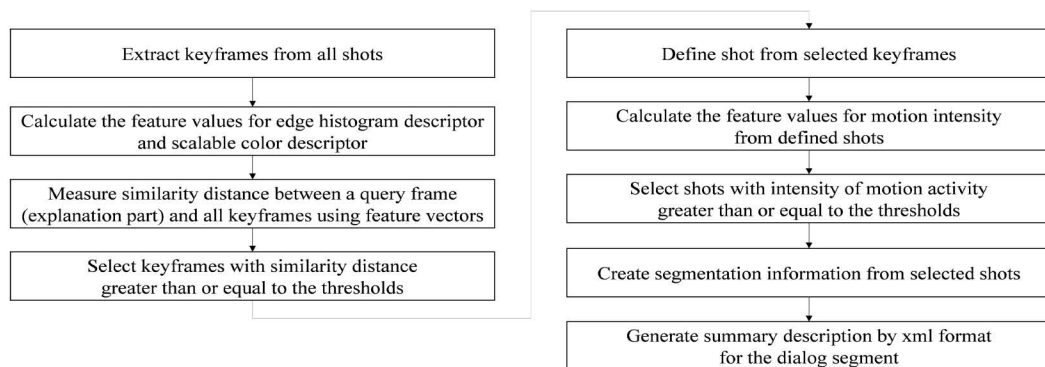 Extract keyframes from all shots
Calculate the feature values for edge histogram descriptor
and scalable color descriptor
Measure similarity distance between a query frame
(explanation part) and all keyframes using feature vectors
Select keyframes with similarity distance
greater than or equal to the thresholds
Define shot from selected keyframes
Calculate the feature values for motion intensity
from defined shots
Select shots with intensity of motion activity
greater than or equal to the thresholds
Create segmentation information from selected shots
Generate summary description by xml format
for the dialog segment